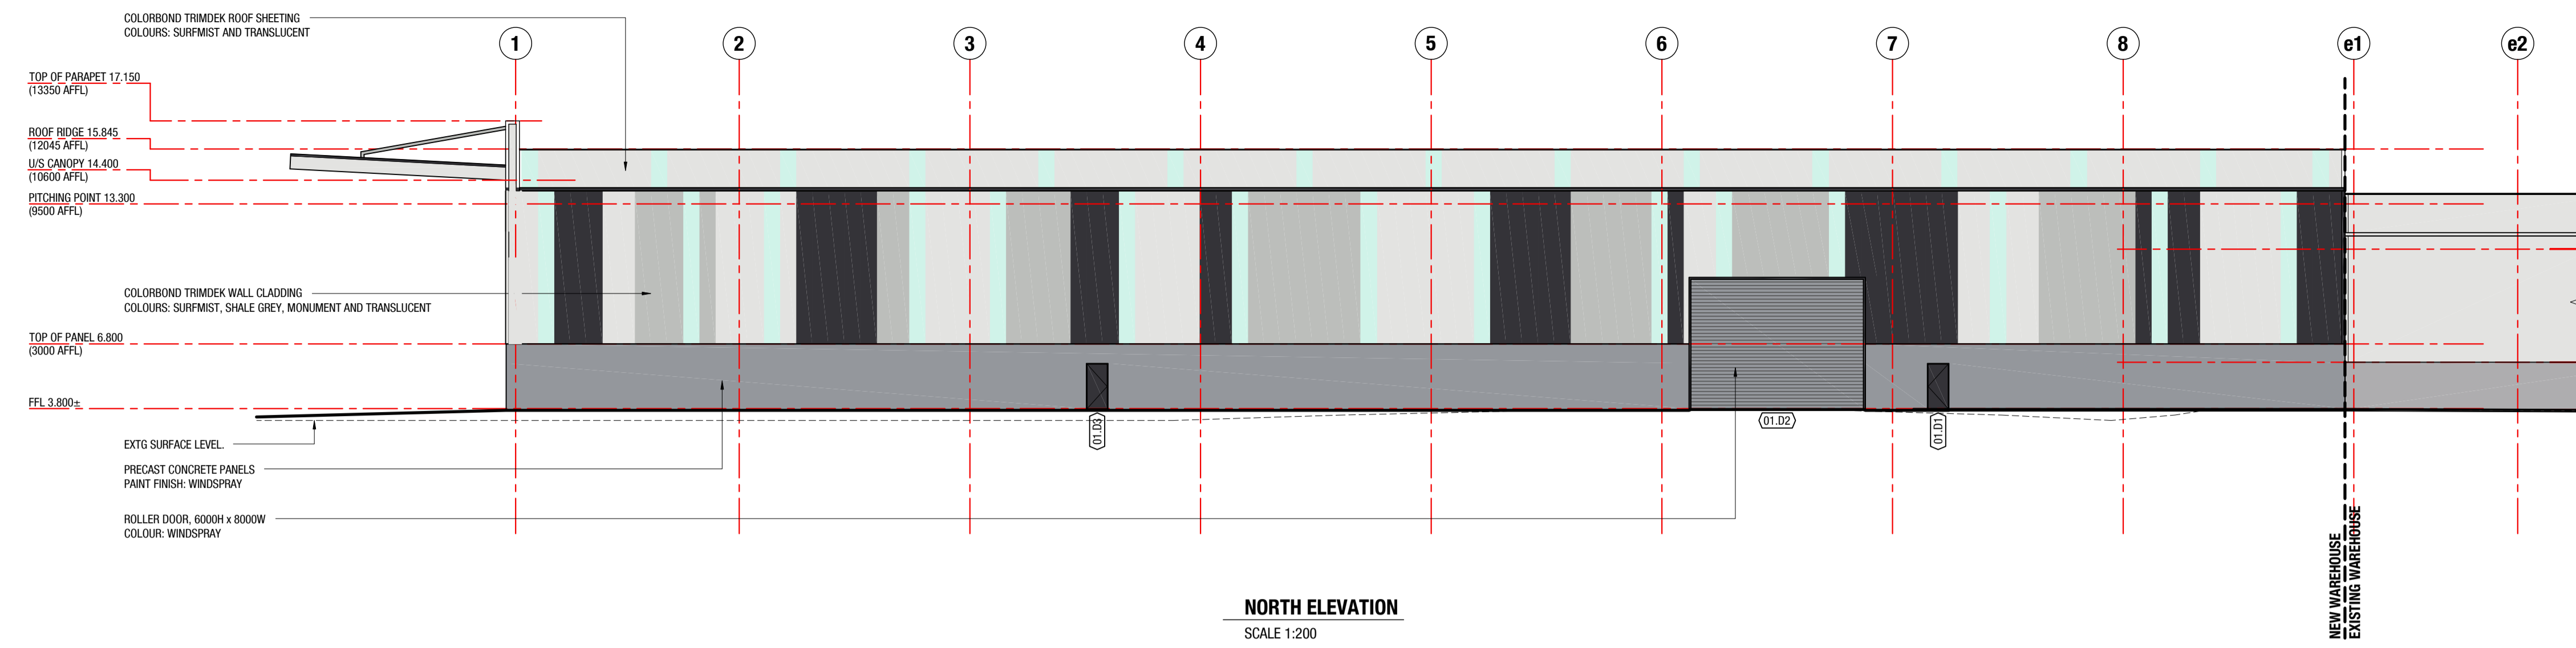 COLORBOND TRIMDEK ROOF SHEETING
COLOURS: SURFMIST AND TRANSLUCENT
1 2 3 4 5 6 7 8 e1 e2
TOP OF PARAPET 17.150
(13350 AFFL)
ROOF RIDGE 15.845
(12045 AFFL)
U/S CANOPY 14.400
(10600 AFFL)
PITCHING POINT 13.300
(9500 AFFL)
COLORBOND TRIMDEK WALL CLADDING
COLOURS: SURFMIST, SHALE GREY, MONUMENT AND TRANSLUCENT
TOP OF PANEL 6.800
(3000 AFFL)
FFL 3.800±
01.D3
01.D2
01.D1
EXTG SURFACE LEVEL.
PRECAST CONCRETE PANELS
PAINT FINISH: WINDSPRAY
ROLLER DOOR, 6000H x 8000W
COLOUR: WINDSPRAY
NEW WAREHOUSE
EXISTING WAREHOUSE
NORTH ELEVATION
SCALE 1:200